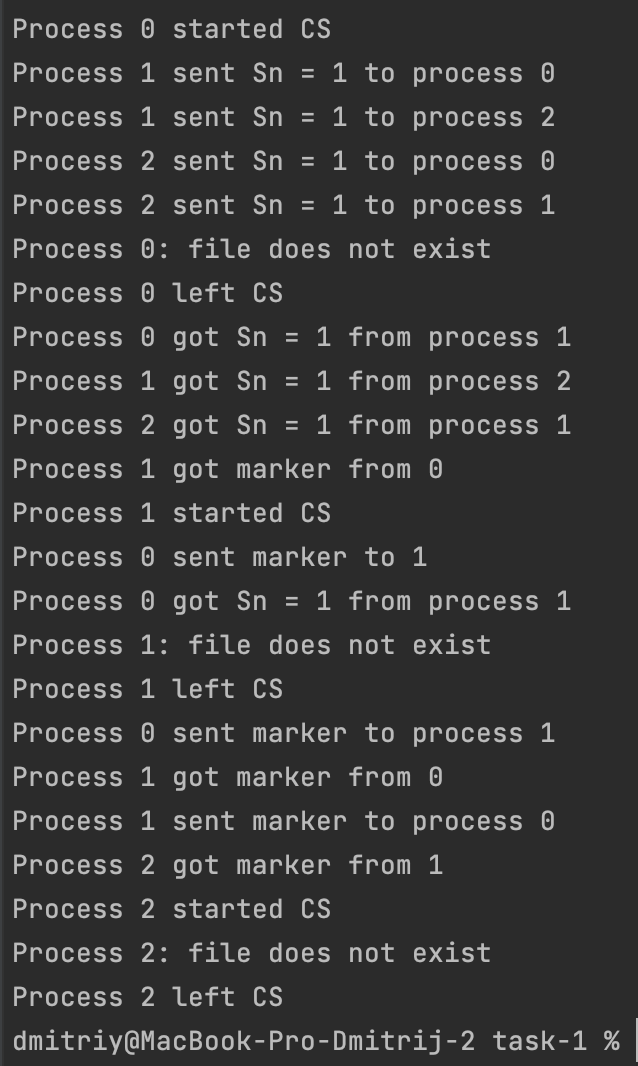 Process 0 started CS
Process 1 sent Sn = 1 to process 0
Process 1 sent Sn = 1 to process 2
Process 2 sent Sn = 1 to process 0
Process 2 sent Sn = 1 to process 1
Process 0: file does not exist
Process 0 left CS
Process 0 got Sn = 1 from process 1
Process 1 got Sn = 1 from process 2
Process 2 got Sn = 1 from process 1
Process 1 got marker from 0
Process 1 started CS
Process 0 sent marker to 1
Process 0 got Sn = 1 from process 1
Process 1: file does not exist
Process 1 left CS
Process 0 sent marker to process 1
Process 1 got marker from 0
Process 1 sent marker to process 0
Process 2 got marker from 1
Process 2 started CS
Process 2: file does not exist
Process 2 left CS
dmitriy@MacBook-Pro-Dmitrij-2 task-1 %